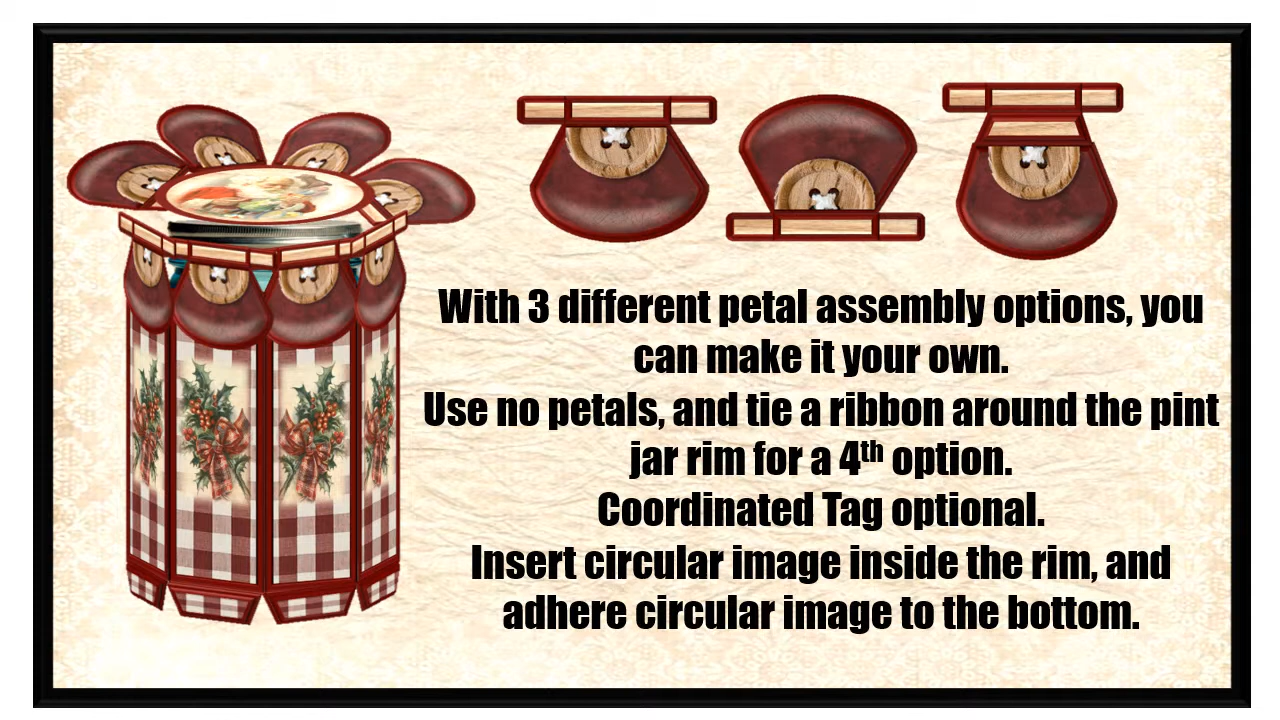 With 3 different petal assembly options, you
can make it your own.
Use no petals, and tie a ribbon around the pint
jar rim for a 4th option.
Coordinated Tag optional.
Insert circular image inside the rim, and
adhere circular image to the bottom.